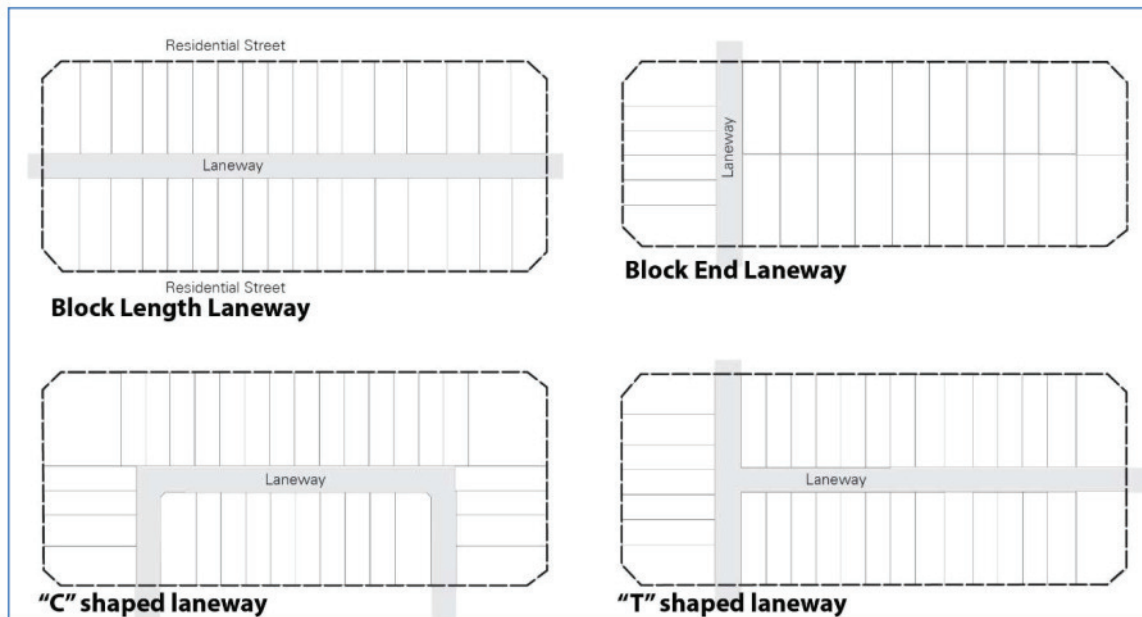 Residential Street
Laneway
Residential Street
Block Length Laneway
Laneway
Block End Laneway
Laneway
“C” shaped laneway
Laneway
“T” shaped laneway